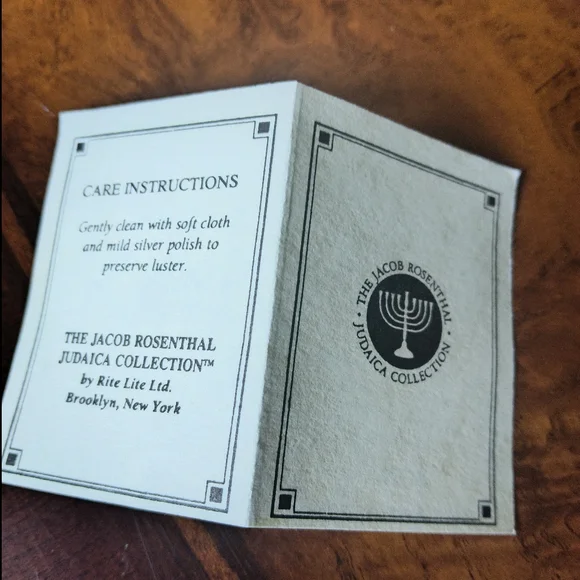 CARE INSTRUCTIONS
Gently clean with soft cloth
and mild silver polish to
preserve luster.
THE JACOB ROSENTHAL
JUDAICA COLLECTION™
by Rite Lite Ltd.
Brooklyn, New York
• THE JACOB ROSENTHAL •
JUDAICA COLLECTION